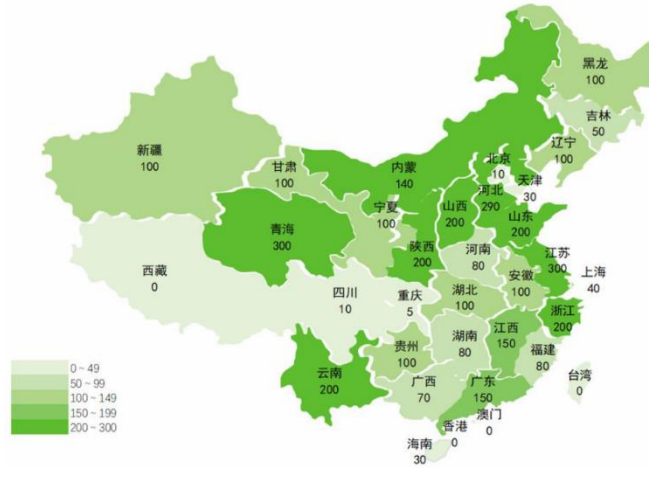 黑龙
100
吉林
50
辽宁
100
新疆
100
甘肃
100
内蒙
140
北京
10
天津
30
宁夏
100
山西
200
河北
290
山东
200
青海
300
陕西
200
河南
80
江苏
300
西藏
0
四川
10
重庆
5
湖北
100
安徽
100
上海
40
浙江
200
贵州
100
湖南
80
江西
150
福建
80
云南
200
广西
70
广东
150
台湾
0
澳门
0
香港
0
海南
30
0 ~ 49
50 ~ 99
100 ~ 149
150 ~ 199
200 ~ 300